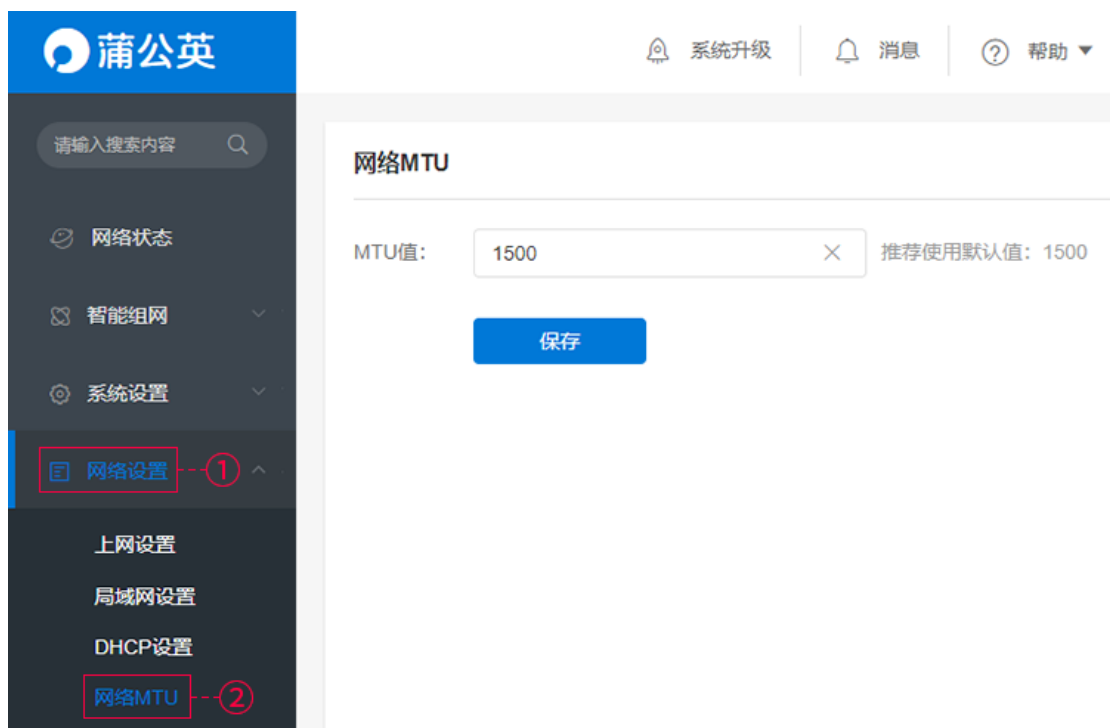 蒲公英
系统升级
消息
帮助
请输入搜索内容
网络MTU
网络状态
MTU值:
1500
推荐使用默认值:1500
智能组网
保存
系统设置
网络设置
①
上网设置
局域网设置
DHCP设置
网络MTU
②